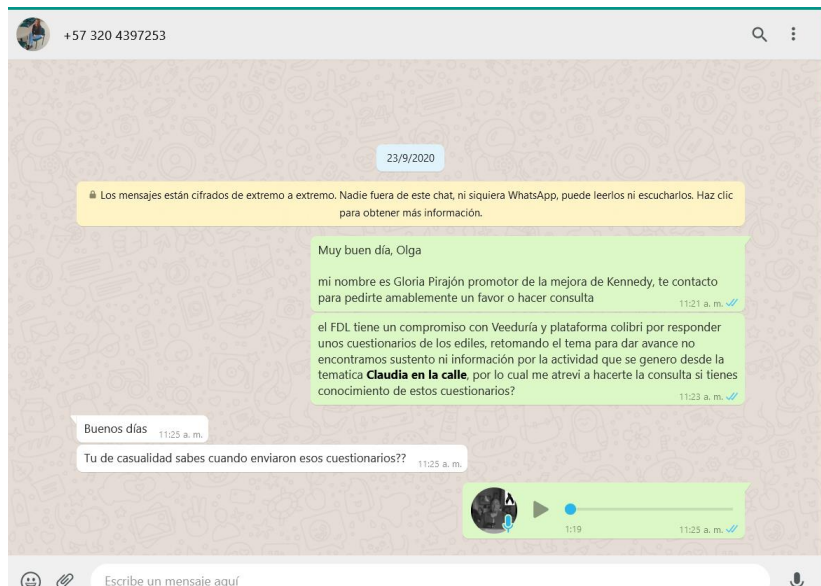 +57 320 4397253
23/9/2020
Los mensajes están cifrados de extremo a extremo. Nadie fuera de este chat, ni siquiera WhatsApp, puede leerlos ni escucharlos. Haz clic
para obtener más información.
Muy buen día, Olga
mi nombre es Gloria Pirajón promotor de la mejora de Kennedy, te contacto
para pedirte amablemente un favor o hacer consulta
11:21 a. m.
el FDL tiene un compromiso con Veeduría y plataforma colibri por responder
unos cuestionarios de los ediles, retomando el tema para dar avance no
encontramos sustento ni información por la actividad que se genero desde la
tematica Claudia en la calle, por lo cual me atrevi a hacerte la consulta si tienes
conocimiento de estos cuestionarios?
11:23 a. m.
Buenos días 11:25 a. m.
Tu de casualidad sabes cuando enviaron esos cuestionarios?? 11:25 a. m.
1:19 11:25 a. m.
Escribe un mensaje aquí